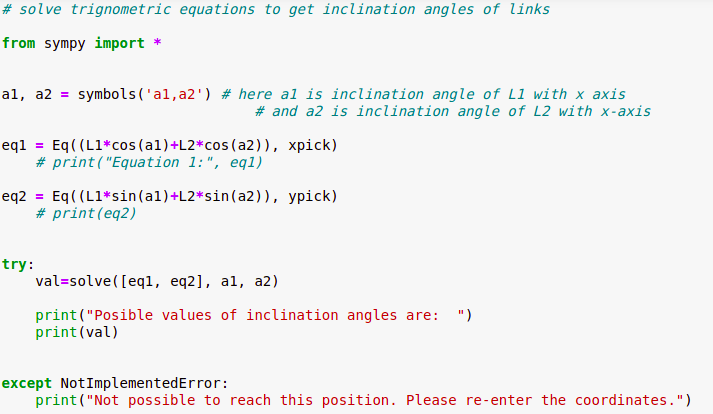 # solve trignometric equations to get inclination angles of links
from sympy import *
a1, a2 = symbols('a1,a2') # here a1 is inclination angle of L1 with x axis
# and a2 is inclination angle of L2 with x-axis
eq1 = Eq((L1*cos(a1)+L2*cos(a2)), xpick)
# print("Equation 1:", eq1)
eq2 = Eq((L1*sin(a1)+L2*sin(a2)), ypick)
# print(eq2)
try:
val=solve([eq1, eq2], a1, a2)
print("Posible values of inclination angles are:  ")
print(val)
except NotImplementedError:
print("Not possible to reach this position. Please re-enter the coordinates.")